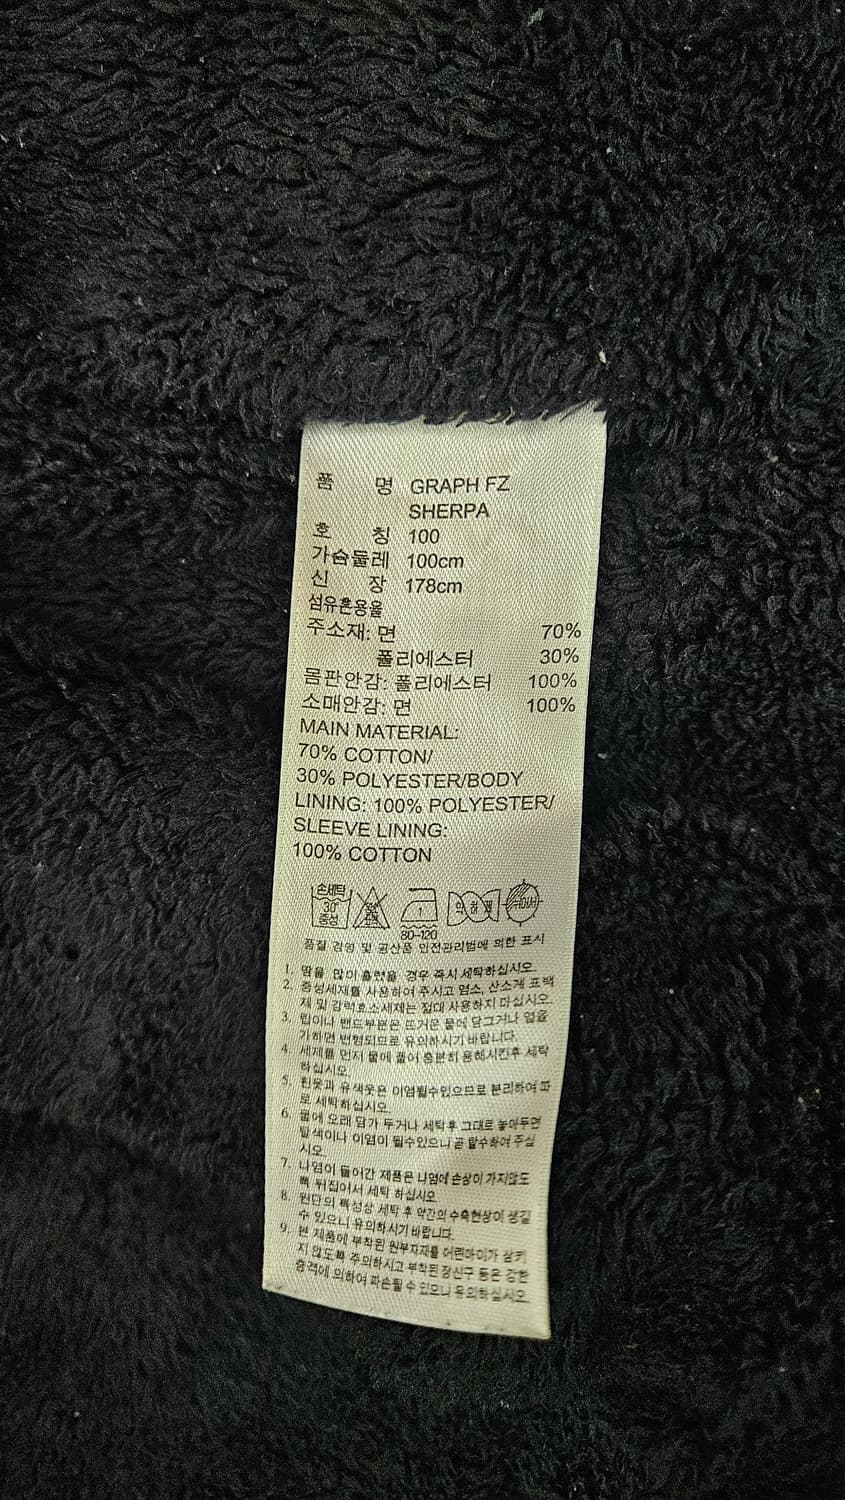 품 명 GRAPH FZ
SHERPA
호 칭 100
가슴둘레 100cm
신 장 178cm
섬유혼용율
주소재: 면 70%
폴리에스터 30%
몸판안감: 폴리에스터 100%
소매안감: 면 100%
MAIN MATERIAL:
70% COTTON/
30% POLYESTER/BODY
LINING: 100% POLYESTER/
SLEEVE LINING:
100% COTTON
손세탁
30°
중성
1
80~120
품질 경영 및 공산품 안전관리법에 의한 표시
1. 땀을 많이 흘렸을 경우 즉시 세탁하십시오.
2. 중성세제를 사용하여 주시고 염소, 산소계 표백
제 및 강력효소세제는 절대 사용하지 마십시오.
3. 립이나 밴드부분은 뜨거운 물에 담그거나 열을
가하면 변형되므로 유의하시기 바랍니다.
4. 세제를 먼저 물에 풀어 충분히 용해시킨후 세탁
하십시오.
5. 흰옷과 유색옷은 이염될수있으므로 분리하여 따
로 세탁하십시오.
6. 물에 오래 담가 두거나 세탁후 그대로 놓아두면
탈색이나 이염이 될수있으니 곧 탈수하여 주십
시오.
7. 나염이 들어간 제품은 나염에 손상이 가지않도
록 뒤집어서 세탁 하십시오
8. 원단의 특성상 세탁 후 약간의 수축현상이 생길
수 있으니 유의하시기 바랍니다.
9. 본 제품에 부착된 원부자재를 어린아이가 삼키
지 않도록 주의하시고 부착된 장신구 등은 강한
충격에 의하여 파손될 수 있으니 유의하십시오.